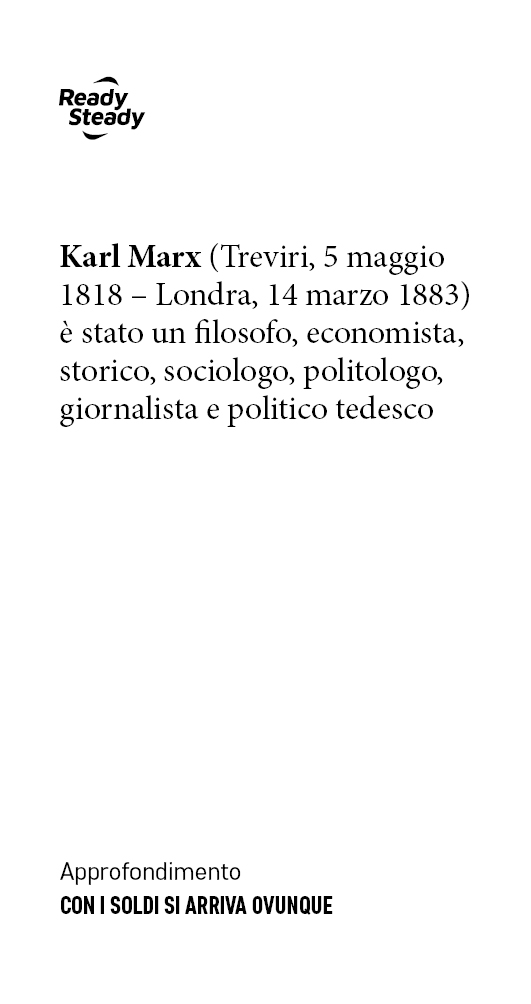 Ready
Steady
Karl Marx (Treviri, 5 maggio
1818 – Londra, 14 marzo 1883)
è stato un filosofo, economista,
storico, sociologo, politologo,
giornalista e politico tedesco
Approfondimento
CON I SOLDI SI ARRIVA OVUNQUE